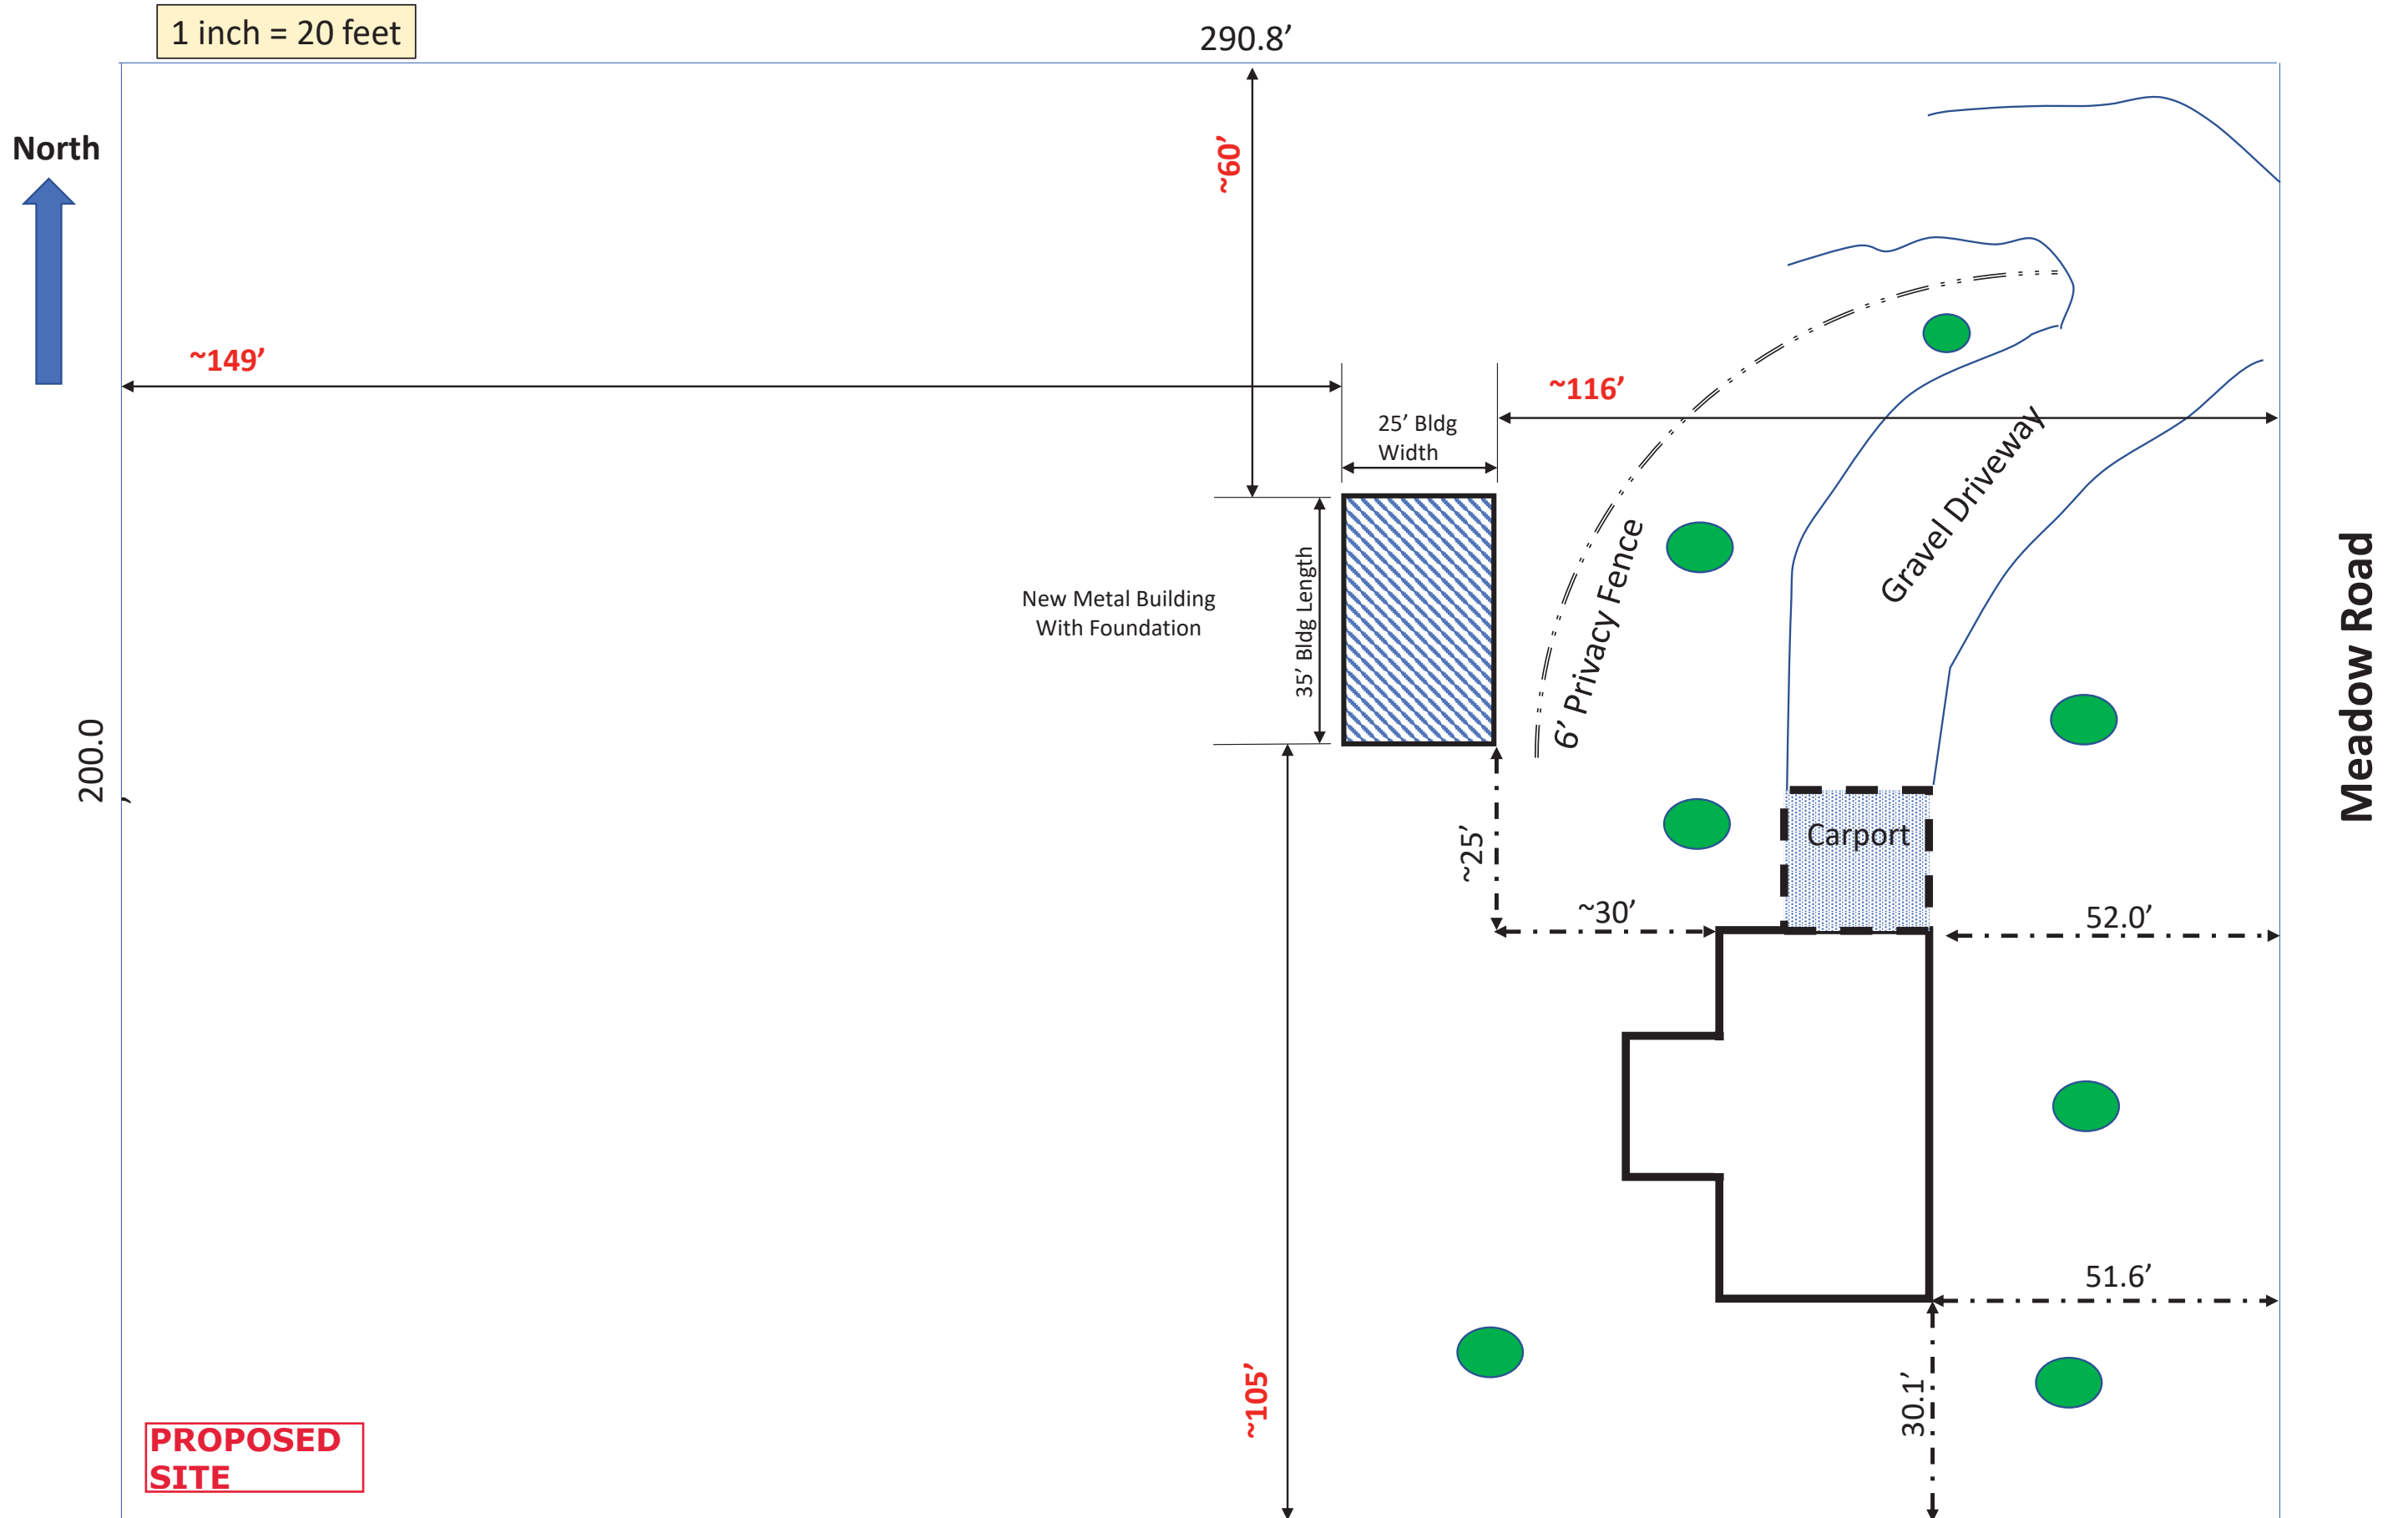 1 inch = 20 feet
290.8’
North
~60’
~149’
~116’
25’ Bldg
Width
Gravel Driveway
6’ Privacy Fence
35’ Bldg Length
New Metal Building
With Foundation
Meadow Road
200.0
’
Carport
~25’
~30’
52.0’
51.6’
30.1’
~105’
PROPOSED
SITE